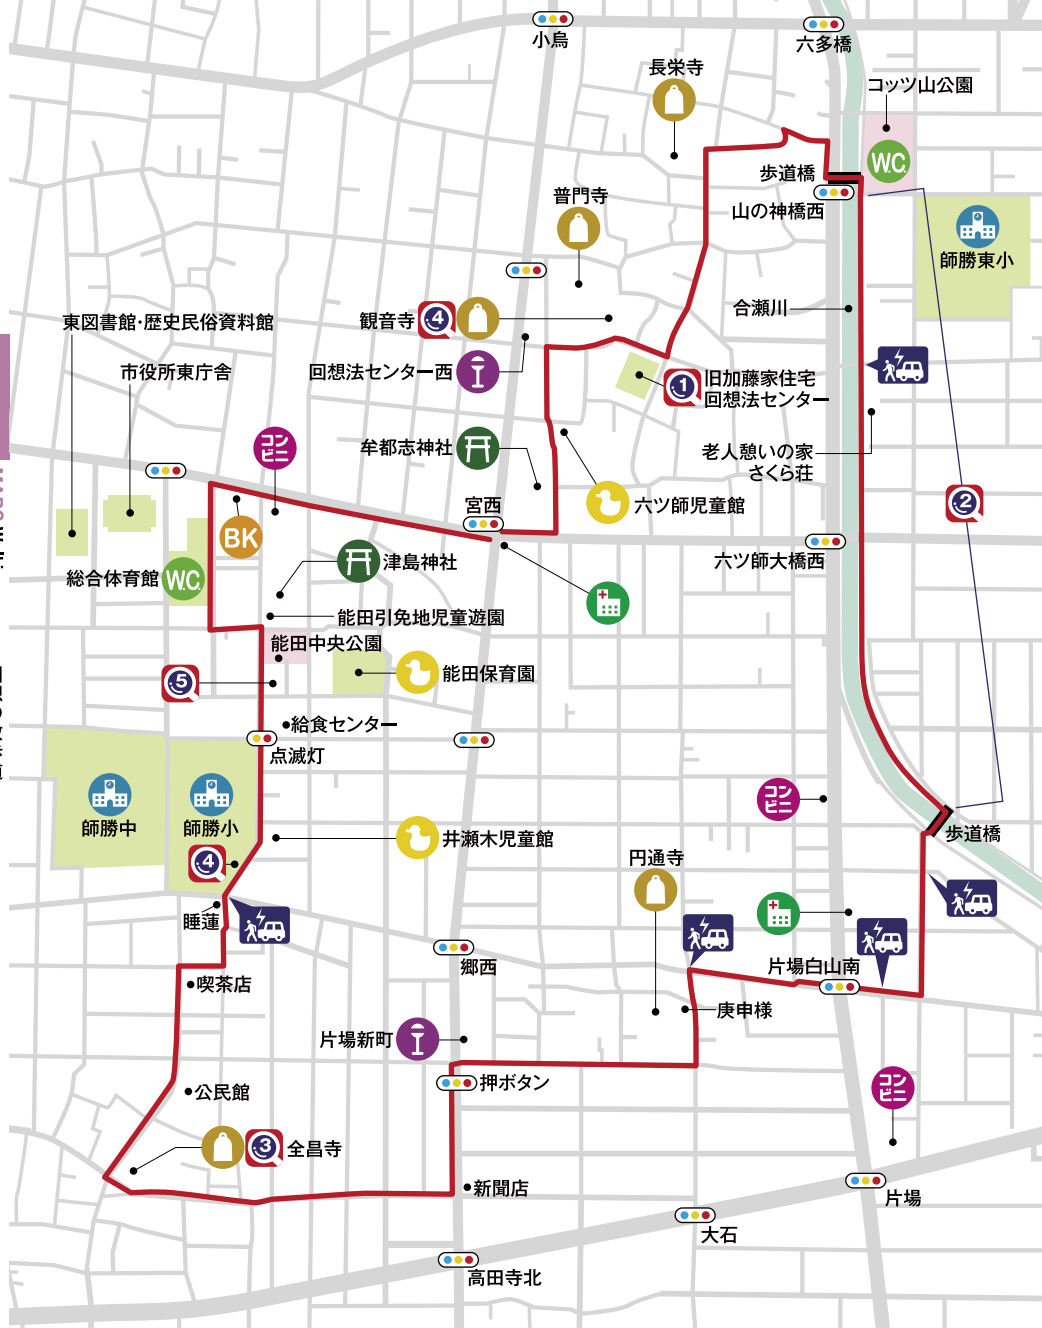 小鳥
六多橋
長栄寺
コッツ山公園
W.C.
歩道橋
山の神橋西
普門寺
師勝東小
合瀬川
東図書館・歴史民俗資料館
観音寺
4
市役所東庁舎
回想法センター西
1
旧加藤家住宅
回想法センター
コンビニ
牟都志神社
老人憩いの家
さくら荘
宮西
六ツ師児童館
2
BK
総合体育館
W.C.
津島神社
六ツ師大橋西
能田引免地児童遊園
能田中央公園
能田保育園
5
給食センター
点滅灯
師勝中
師勝小
コンビニ
歩道橋
井瀬木児童館
4
円通寺
睡蓮
郷西
片場白山南
喫茶店
庚申様
片場新町
押ボタン
公民館
コンビニ
3
全昌寺
新聞店
片場
大石
高田寺北